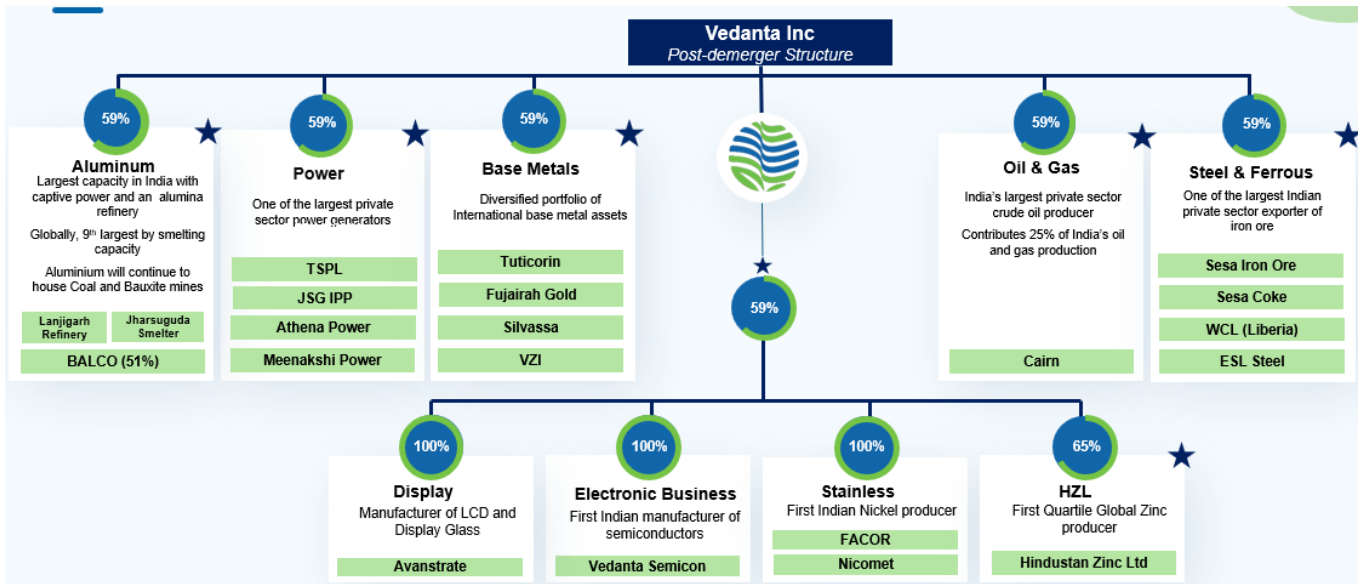 Vedanta Inc
Post-demerger Structure
59%
Aluminum
Largest capacity in India with
captive power and an alumina
refinery
Globally, 9th largest by smelting
capacity
Aluminium will continue to
house Coal and Bauxite mines
Lanjigarh
Refinery
Jharsuguda
Smelter
BALCO (51%)
59%
Power
One of the largest private
sector power generators
TSPL
JSG IPP
Athena Power
Meenakshi Power
59%
Base Metals
Diversified portfolio of
International base metal assets
Tuticorin
Fujairah Gold
Silvassa
VZI
59%
59%
Oil & Gas
India's largest private sector
crude oil producer
Contributes 25% of India's oil
and gas production
Cairn
59%
Steel & Ferrous
One of the largest Indian
private sector exporter of
iron ore
Sesa Iron Ore
Sesa Coke
WCL (Liberia)
ESL Steel
100%
Display
Manufacturer of LCD and
Display Glass
Avanstrate
100%
Electronic Business
First Indian manufacturer of
semiconductors
Vedanta Semicon
100%
Stainless
First Indian Nickel producer
FACOR
Nicomet
65%
HZL
First Quartile Global Zinc
producer
Hindustan Zinc Ltd